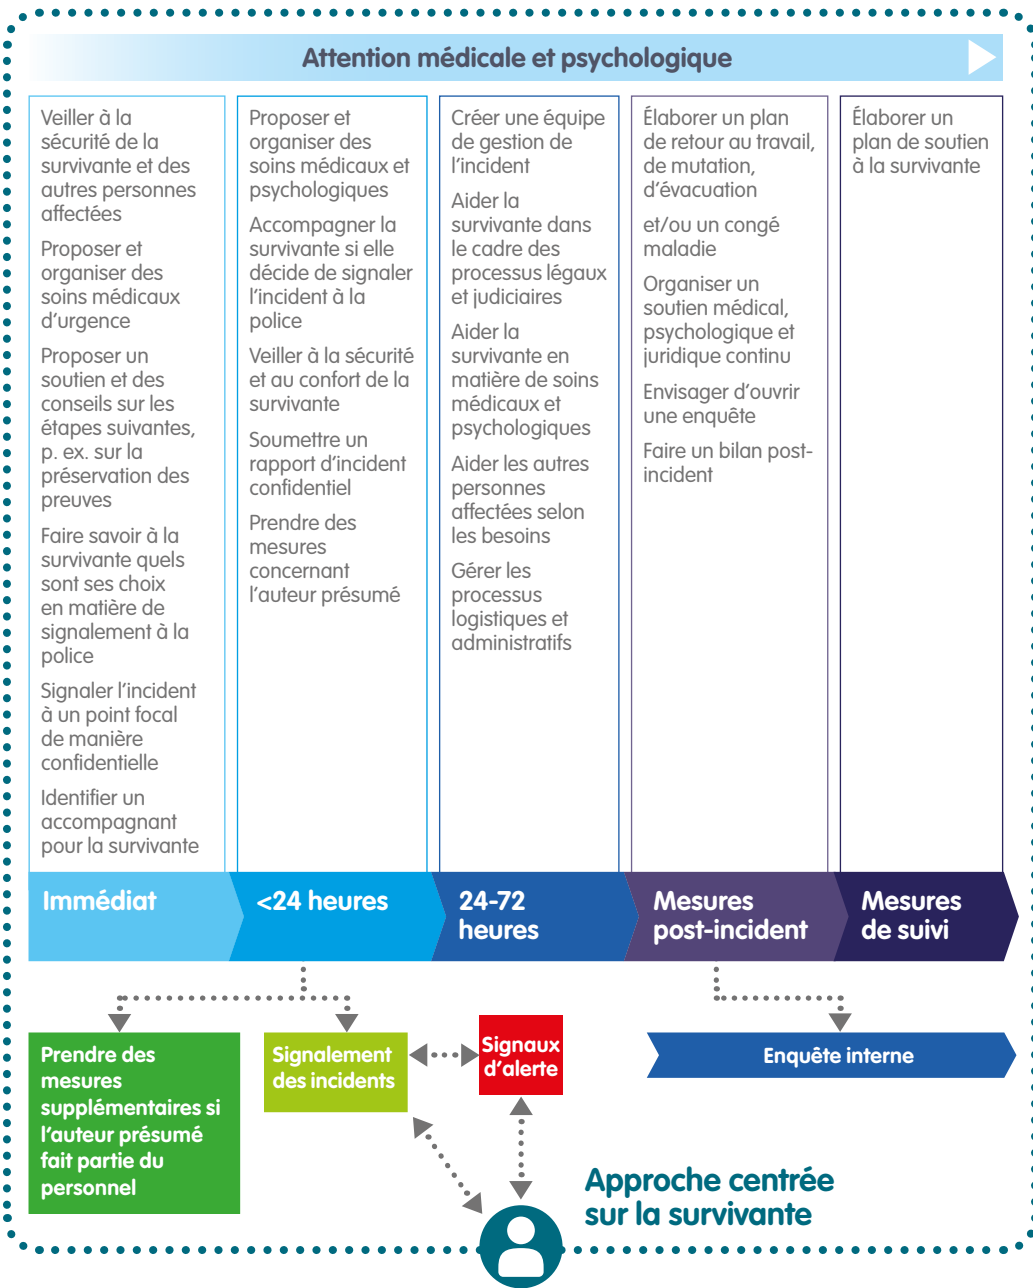 Attention médicale et psychologique
Veiller à la
sécurité de la
survivante et des
autres personnes
affectées
Proposer et
organiser des
soins médicaux
d'urgence
Proposer un
soutien et des
conseils sur les
étapes suivantes,
p. ex. sur la
préservation des
preuves
Faire savoir à la
survivante quels
sont ses choix
en matière de
signalement à la
police
Signaler l'incident
à un point focal
de manière
confidentielle
Identifier un
accompagnant
pour la survivante
Proposer et
organiser des
soins médicaux et
psychologiques
Accompagner la
survivante si elle
décide de signaler
l'incident à la
police
Veiller à la sécurité
et au confort de la
survivante
Soumettre un
rapport d'incident
confidentiel
Prendre des
mesures
concernant
l'auteur présumé
Créer une équipe
de gestion de
l'incident
Aider la
survivante dans
le cadre des
processus légaux
et judiciaires
Aider la
survivante en
matière de soins
médicaux et
psychologiques
Aider les autres
personnes
affectées selon
les besoins
Gérer les
processus
logistiques et
administratifs
Élaborer un plan
de retour au travail,
de mutation,
d'évacuation
et/ou un congé
maladie
Organiser un
soutien médical,
psychologique et
juridique continu
Envisager d'ouvrir
une enquête
Faire un bilan post-
incident
Élaborer un
plan de soutien
à la survivante
Immédiat
<24 heures
24-72
heures
Mesures
post-incident
Mesures
de suivi
Prendre des
mesures
supplémentaires si
l'auteur présumé
fait partie du
personnel
Signalement
des incidents
Signaux
d'alerte
Enquête interne
Approche centrée
sur la survivante